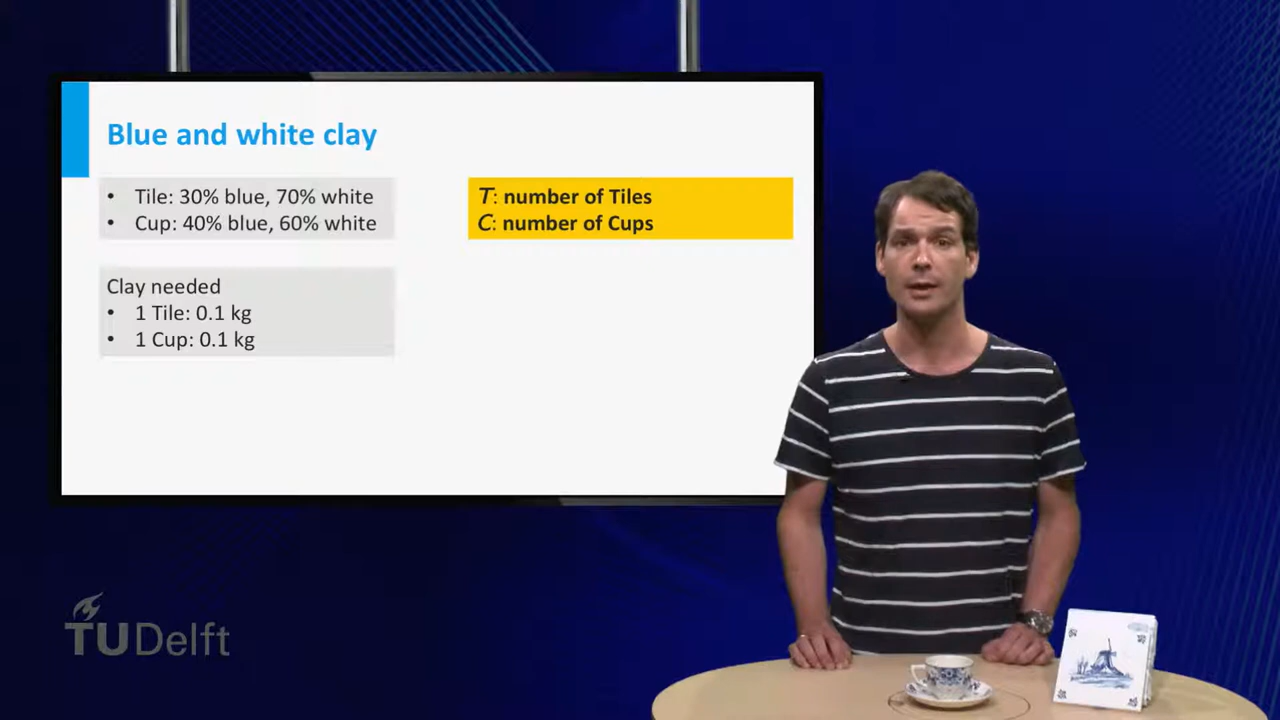 Blue and white clay
• Tile: 30% blue, 70% white
• Cup: 40% blue, 60% white
T: number of Tiles
C: number of Cups
Clay needed
• 1 Tile: 0.1 kg
• 1 Cup: 0.1 kg
TUDelft